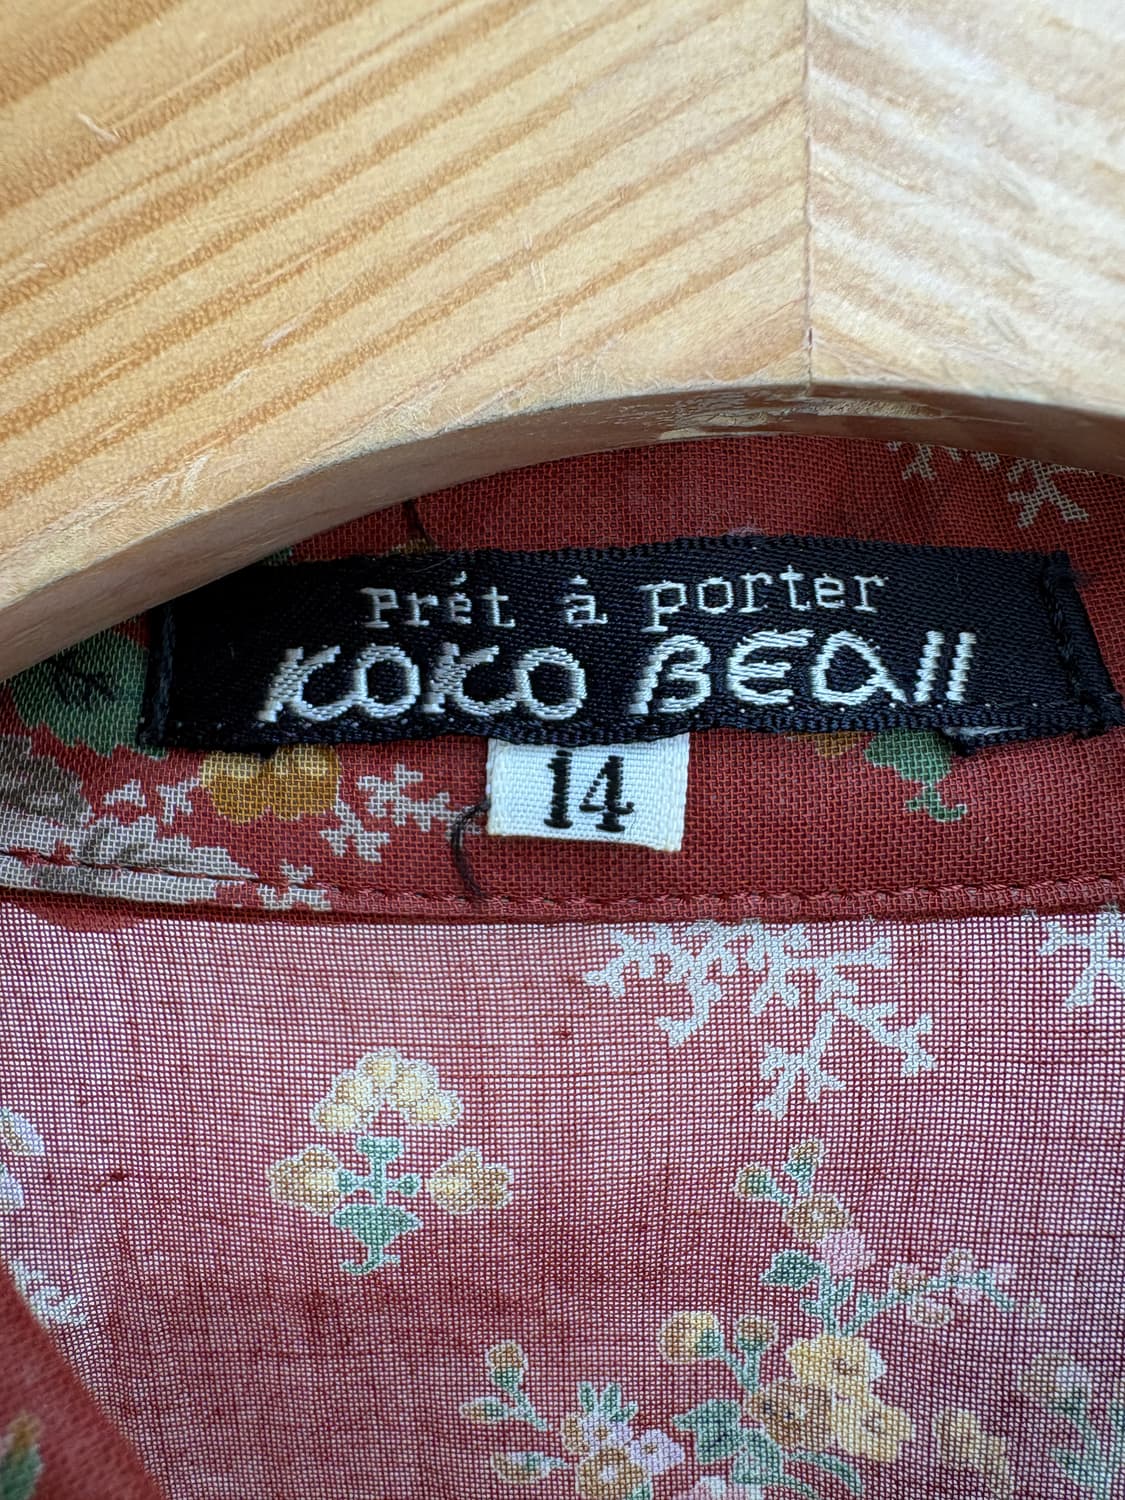 Prét â porter
KOKO BEAll
14